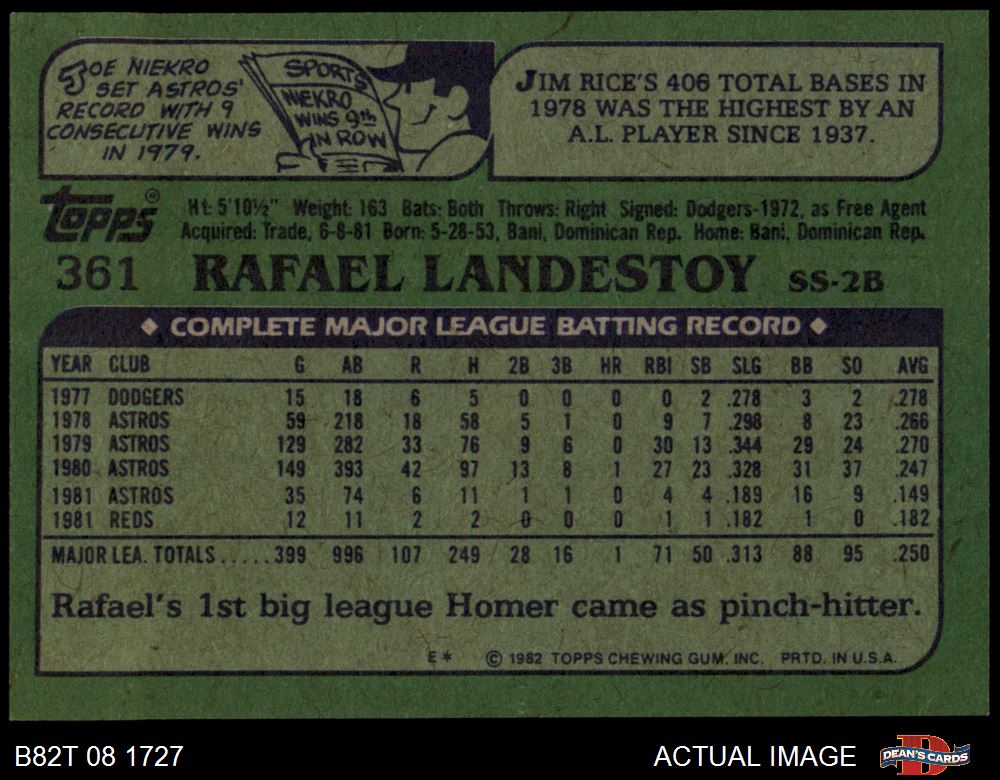 JOE NIEKRO
SET ASTROS'
RECORD WITH 9
CONSECUTIVE WINS
IN 1979.
SPORTS
NIEKRO
WINS 9th
IN ROW
JIM RICE'S 406 TOTAL BASES IN
1978 WAS THE HIGHEST BY AN
A.L. PLAYER SINCE 1937.
Topps®
Ht: 5'10½" Weight: 163 Bats: Both Throws: Right Signed: Dodgers-1972, as Free Agent
Acquired: Trade, 6-8-81 Born: 5-28-53, Bani, Dominican Rep. Home: Bani, Dominican Rep.
361 RAFAEL LANDESTOY SS-2B
◆ COMPLETE MAJOR LEAGUE BATTING RECORD ◆
YEAR CLUB G AB R H 2B 3B HR RBI SB SLG BB SO AVG
1977 DODGERS 15 18 6 5 0 0 0 0 2 .278 3 2 .278
1978 ASTROS 59 218 18 58 5 1 0 9 7 .298 8 23 .266
1979 ASTROS 129 282 33 76 9 6 0 30 13 .344 29 24 .270
1980 ASTROS 149 393 42 97 13 8 1 27 23 .328 31 37 .247
1981 ASTROS 35 74 6 11 1 1 0 4 4 .189 16 9 .149
1981 REDS 12 11 2 2 0 0 0 1 1 .182 1 0 .182
MAJOR LEA. TOTALS.....399 996 107 249 28 16 1 71 50 .313 88 95 .250
Rafael's 1st big league Homer came as pinch-hitter.
E* © 1982 TOPPS CHEWING GUM, INC. PRTD. IN U.S.A.
B82T 08 1727 ACTUAL IMAGE D DEAN'S CARDS